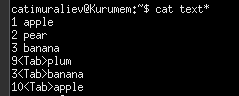 catimuraliev@Kurumem:~$ cat text*
1 apple
2 pear
3 banana
9<Tab>plum
3<Tab>banana
10<Tab>apple